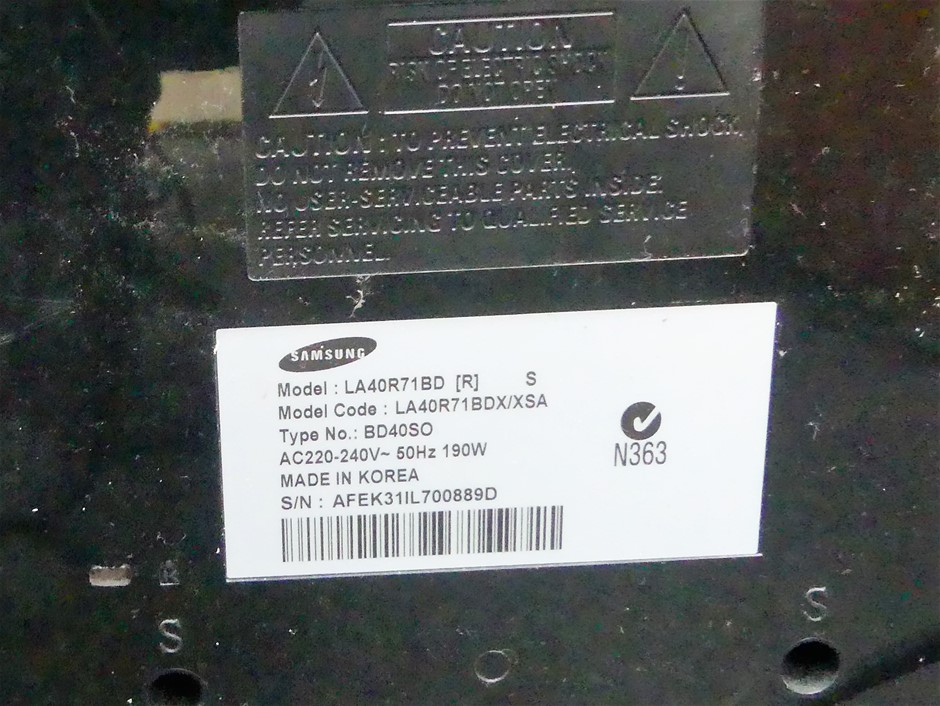 CAUTION
RISK OF ELECTRIC SHOCK
DO NOT OPEN
CAUTION : TO PREVENT ELECTRICAL SHOCK,
DO NOT REMOVE THIS COVER.
NO USER-SERVICEABLE PARTS INSIDE.
REFER SERVICING TO QUALIFIED SERVICE
PERSONNEL.
SAMSUNG
Model : LA40R71BD [R] S
Model Code : LA40R71BDX/XSA
Type No.: BD40SO
AC220-240V~ 50Hz 190W
MADE IN KOREA
S/N : AFEK31IL700889D
N363
R
S
S